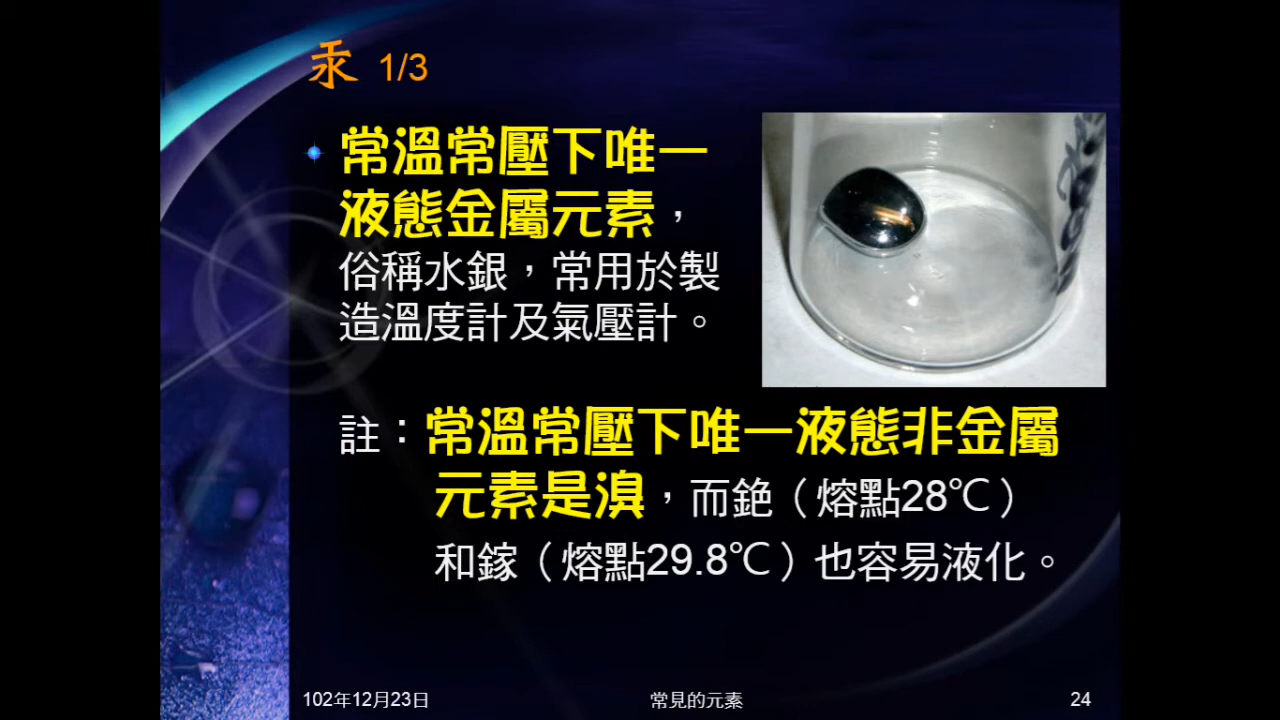 汞 1/3
常溫常壓下唯一
液態金屬元素，
俗稱水銀，常用於製
造溫度計及氣壓計。
註：常溫常壓下唯一液態非金屬
元素是溴，而銫（熔點28℃）
和鎵（熔點29.8℃）也容易液化。
102年12月23日
常見的元素
24